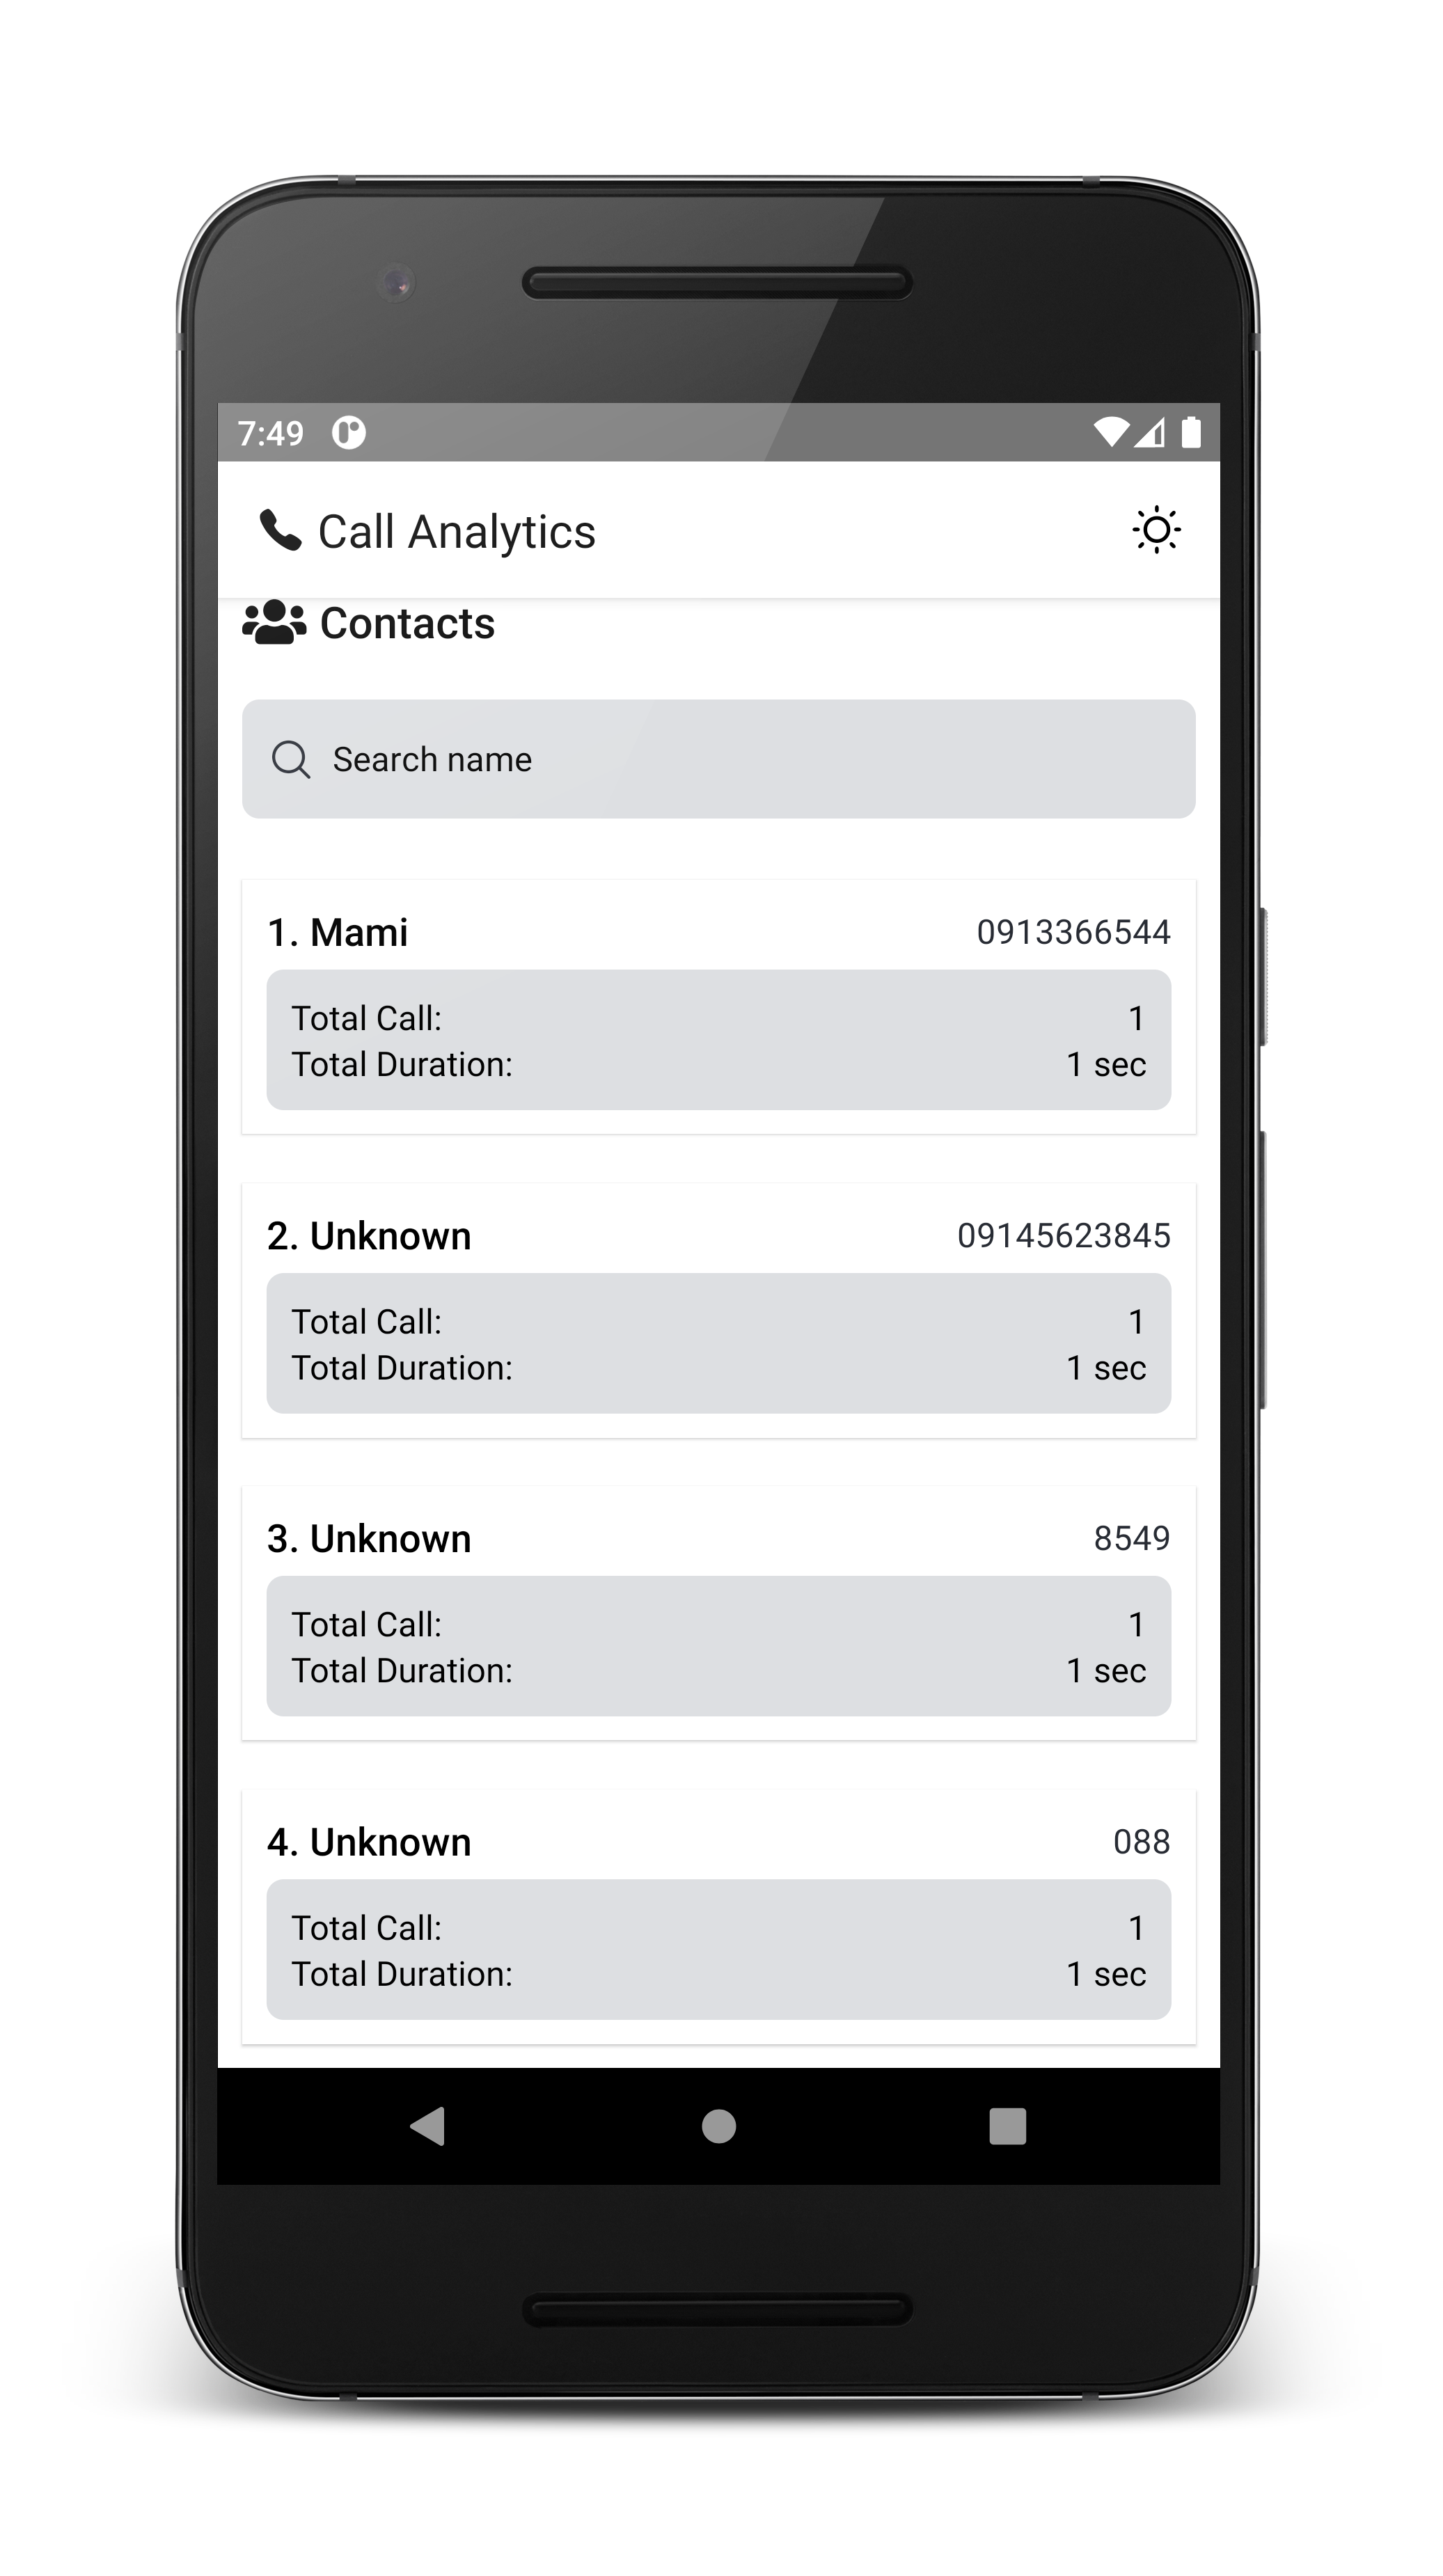 7:49
Call Analytics
Contacts
Search name
1. Mami 0913366544
Total Call: 1
Total Duration: 1 sec
2. Unknown 09145623845
Total Call: 1
Total Duration: 1 sec
3. Unknown 8549
Total Call: 1
Total Duration: 1 sec
4. Unknown 088
Total Call: 1
Total Duration: 1 sec